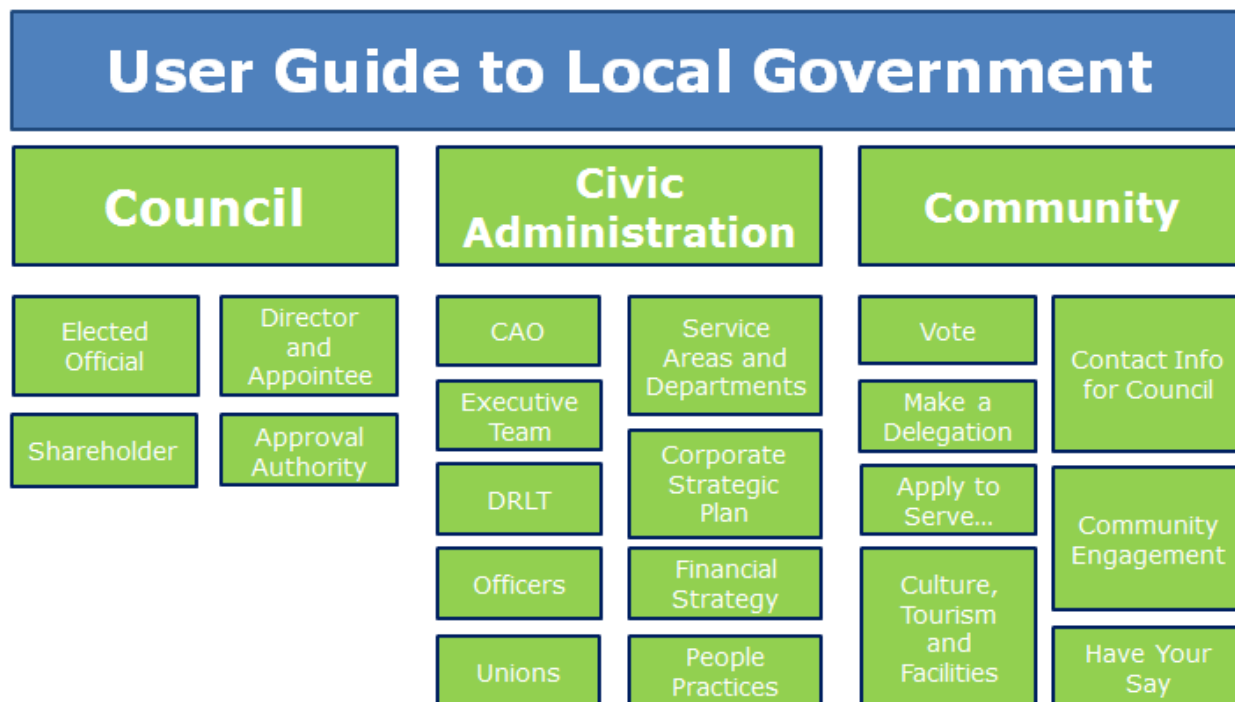 User Guide to Local Government
Council
Elected
Official
Director
and
Appointee
Shareholder
Approval
Authority
Civic
Administration
CAO
Executive
Team
DRLT
Officers
Unions
Service
Areas and
Departments
Corporate
Strategic
Plan
Financial
Strategy
People
Practices
Community
Vote
Make a
Delegation
Apply to
Serve…
Culture,
Tourism
and
Facilities
Contact Info
for Council
Community
Engagement
Have Your
Say